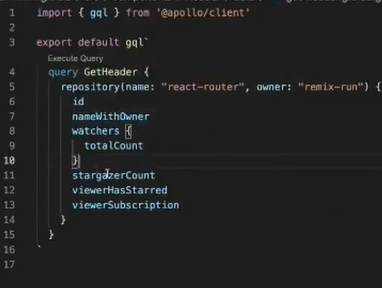 1 import { gql } from '@apollo/client'
2
3 export default gql`
Execute Query
4 query GetHeader {
5 repository(name: "react-router", owner: "remix-run") {
6 id
7 nameWithOwner
8 watchers {
9 totalCount
10 }
11 stargazerCount
12 viewerHasStarred
13 viewerSubscription
14 }
15 }
16 `
17